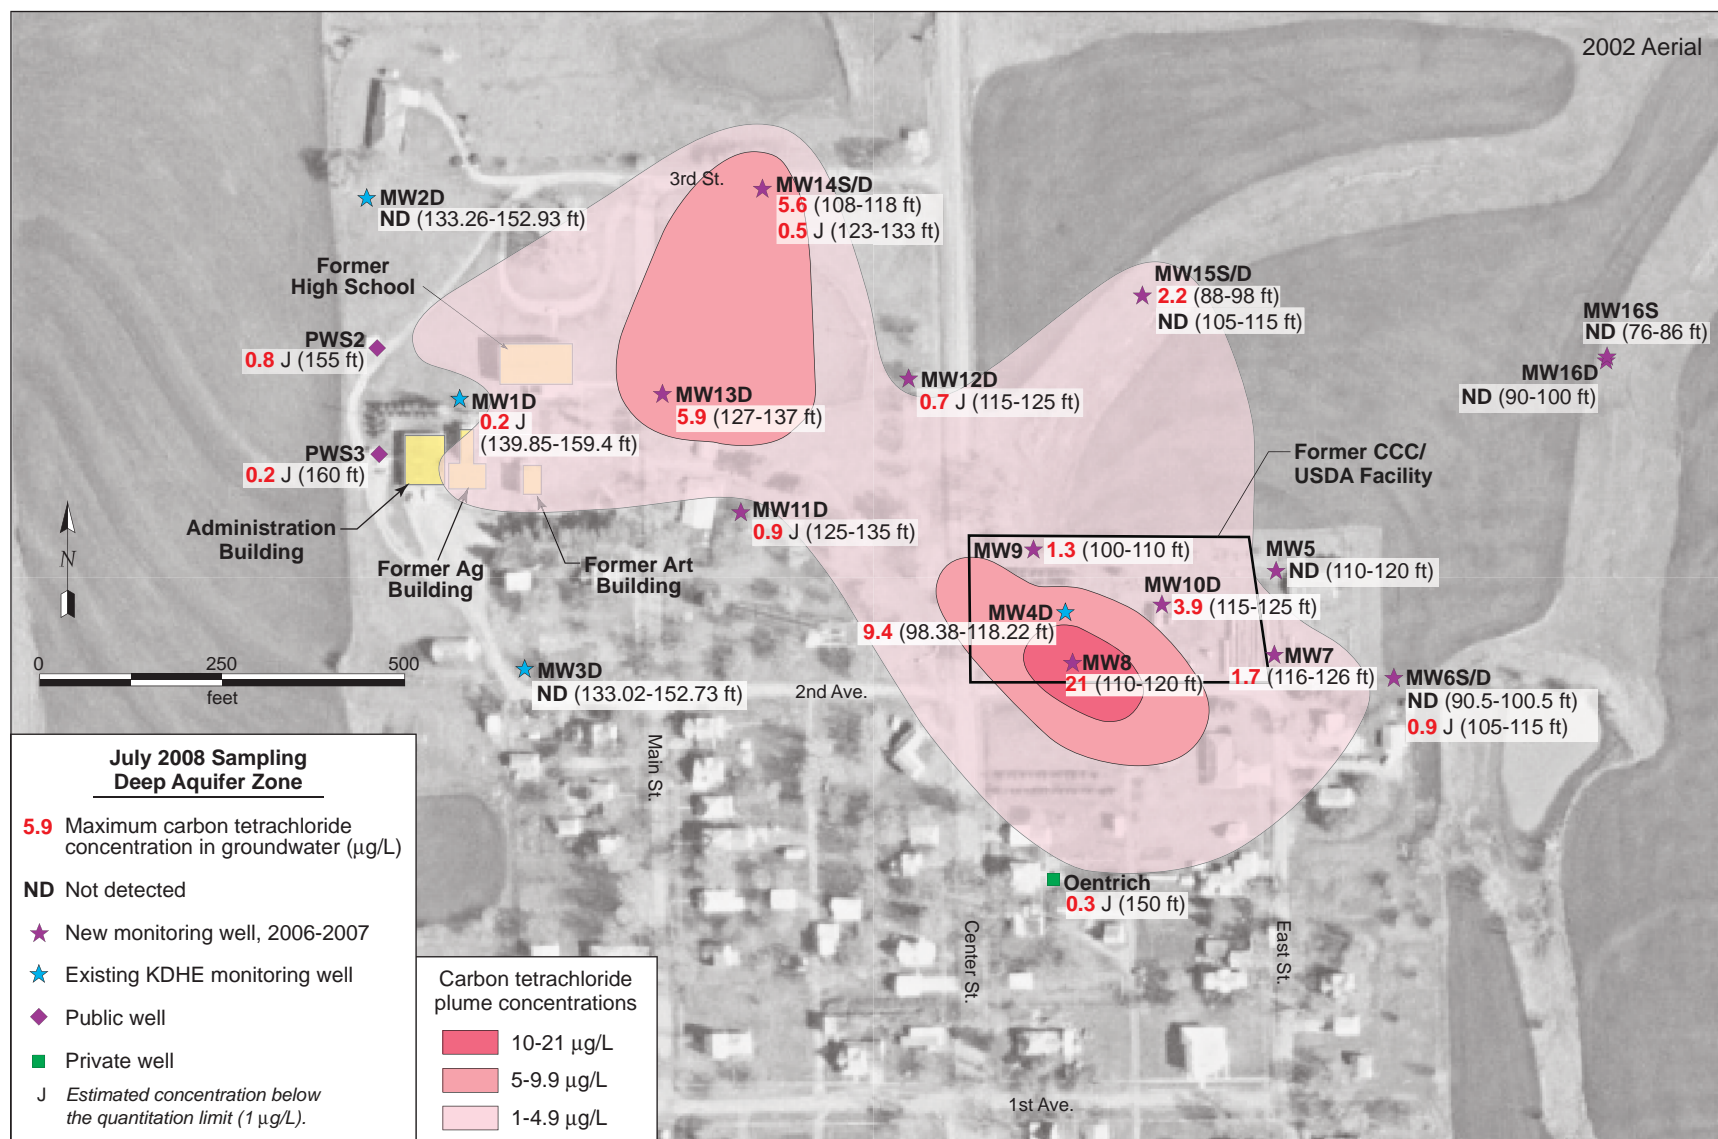 2002 Aerial
3rd St.
MW14S/D
5.6 (108-118 ft)
0.5 J (123-133 ft)
MW2D
ND (133.26-152.93 ft)
Former
High School
MW15S/D
2.2 (88-98 ft)
ND (105-115 ft)
MW16S
ND (76-86 ft)
MW16D
ND (90-100 ft)
PWS2
0.8 J (155 ft)
MW12D
0.7 J (115-125 ft)
MW13D
5.9 (127-137 ft)
MW1D
0.2 J
(139.85-159.4 ft)
PWS3
0.2 J (160 ft)
Former CCC/
USDA Facility
Administration
Building
MW11D
0.9 J (125-135 ft)
Former Ag
Building
Former Art
Building
N
MW9 1.3 (100-110 ft)
MW5
ND (110-120 ft)
MW10D
3.9 (115-125 ft)
MW4D
9.4 (98.38-118.22 ft)
MW8
21 (110-120 ft)
MW7
1.7 (116-126 ft)
MW6S/D
ND (90.5-100.5 ft)
0.9 J (105-115 ft)
0 250 500
feet
MW3D
ND (133.02-152.73 ft)
2nd Ave.
Main St.
Oentrich
0.3 J (150 ft)
Center St.
East St.
1st Ave.
July 2008 Sampling
Deep Aquifer Zone
5.9 Maximum carbon tetrachloride
concentration in groundwater (μg/L)
ND Not detected
New monitoring well, 2006-2007
Existing KDHE monitoring well
Public well
Private well
J Estimated concentration below
the quantitation limit (1 μg/L).
Carbon tetrachloride
plume concentrations
10-21 μg/L
5-9.9 μg/L
1-4.9 μg/L